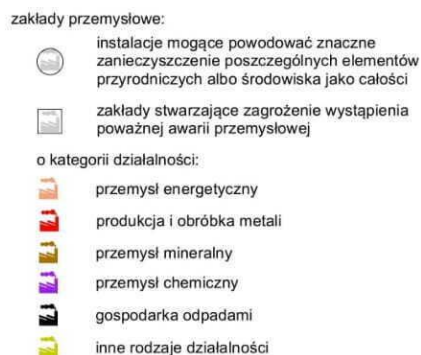 zakłady przemysłowe:
instalacje mogące powodować znaczne
zanieczyszczenie poszczególnych elementów
przyrodniczych albo środowiska jako całości
zakłady stwarzające zagrożenie wystąpienia
poważnej awarii przemysłowej
o kategorii działalności:
przemysł energetyczny
produkcja i obróbka metali
przemysł mineralny
przemysł chemiczny
gospodarka odpadami
inne rodzaje działalności